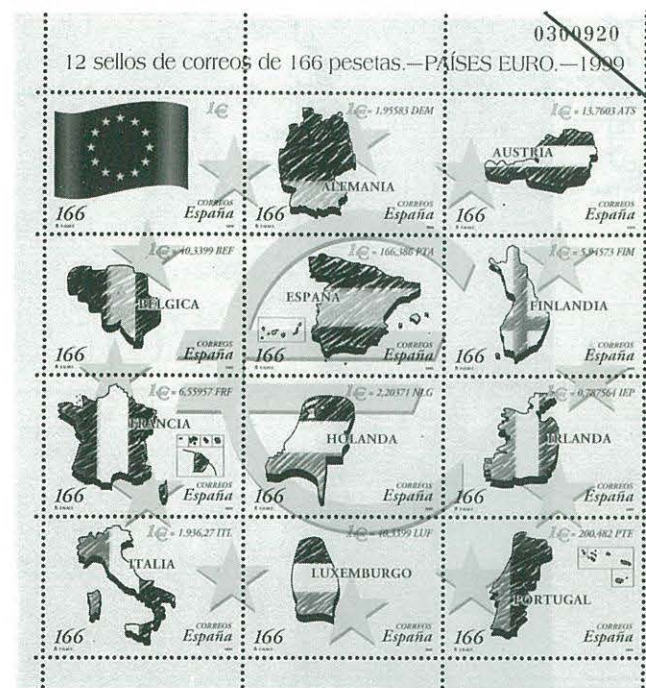 0300920
12 sellos de correos de 166 pesetas.—PAÍSES EURO.—1999
1€
166
CORREOS
España
1€ = 1,95583 DEM
ALEMANIA
166
CORREOS
España
1€ = 13,7603 ATS
AUSTRIA
166
CORREOS
España
1€ = 40,3399 BEF
BELGICA
166
CORREOS
España
1€ = 166,386 PTA
ESPAÑA
166
CORREOS
España
1€ = 5,94573 FIM
FINLANDIA
166
CORREOS
España
1€ = 6,55957 FRF
FRANCIA
166
CORREOS
España
1€ = 2,20371 NLG
HOLANDA
166
CORREOS
España
1€ = 0,787564 IEP
IRLANDA
166
CORREOS
España
1€ = 1.936,27 ITL
ITALIA
166
CORREOS
España
1€ = 40,3399 LUF
LUXEMBURGO
166
CORREOS
España
1€ = 200,482 PTE
PORTUGAL
166
CORREOS
España